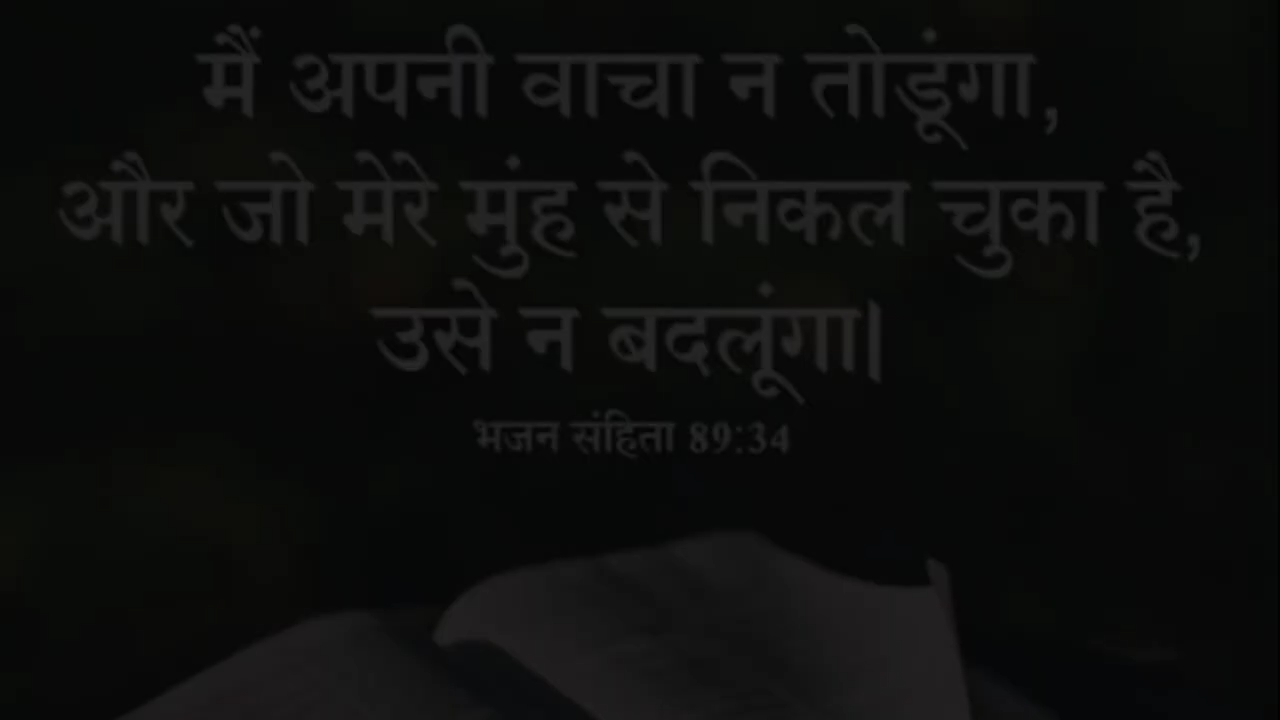 मैं अपनी वाचा न तोडूंगा,
और जो मेरे मुंह से निकल चुका है,
उसे न बदलूंगा।
भजन संहिता 89:34